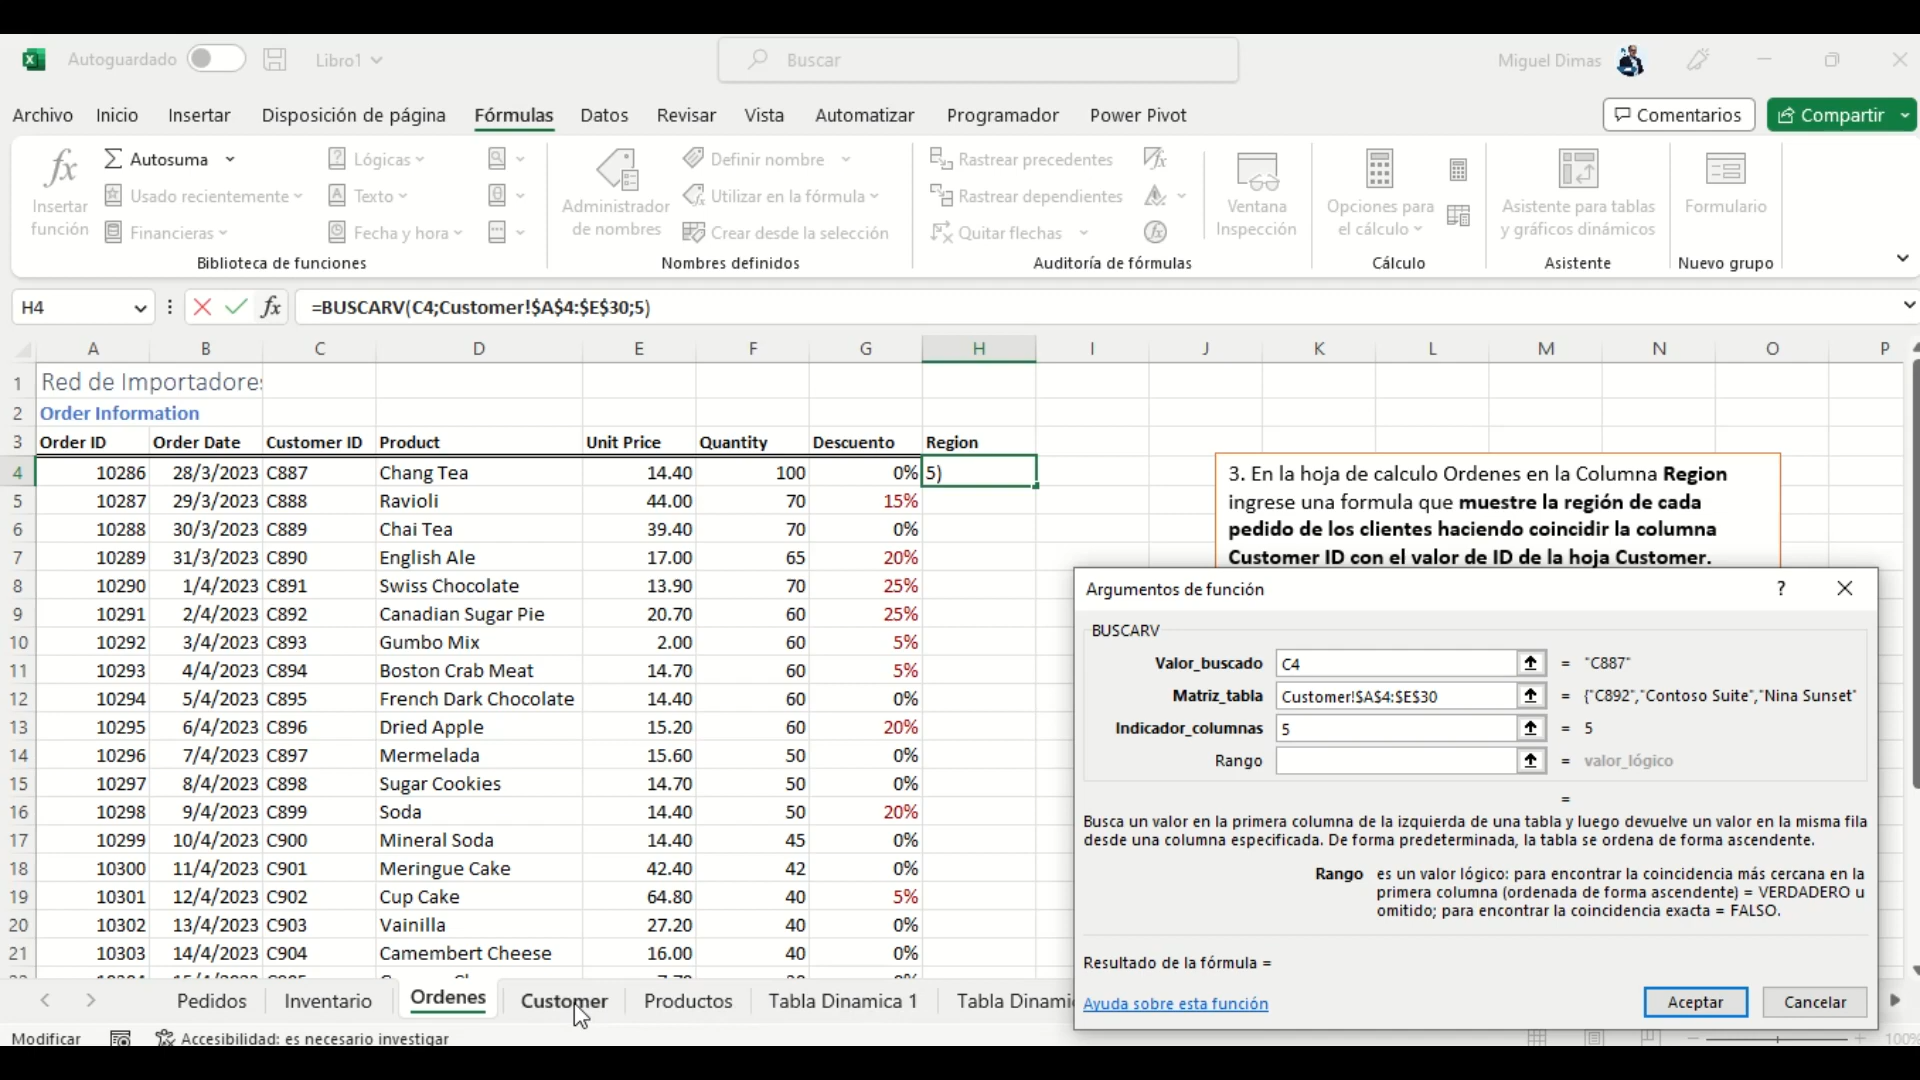 Autoguardado Libro1 Buscar Miguel Dimas
Archivo Inicio Insertar Disposición de página Fórmulas Datos Revisar Vista Automatizar Programador Power Pivot Comentarios Compartir
Insertar función
Autosuma
Usado recientemente
Financieras
Lógicas
Texto
Fecha y hora
Biblioteca de funciones
Administrador de nombres
Definir nombre
Utilizar en la fórmula
Crear desde la selección
Nombres definidos
Rastrear precedentes
Rastrear dependientes
Quitar flechas
Auditoría de fórmulas
Ventana Inspección
Opciones para el cálculo
Cálculo
Asistente para tablas y gráficos dinámicos
Asistente
Formulario
Nuevo grupo
H4 fx =BUSCARV(C4;Customer!$A$4:$E$30;5)
A B C D E F G H I J K L M N O P
1 Red de Importadores
2 Order Information
3 Order ID Order Date Customer ID Product Unit Price Quantity Descuento Region
4 10286 28/3/2023 C887 Chang Tea 14.40 100 0% 5)
5 10287 29/3/2023 C888 Ravioli 44.00 70 15%
6 10288 30/3/2023 C889 Chai Tea 39.40 70 0%
7 10289 31/3/2023 C890 English Ale 17.00 65 20%
8 10290 1/4/2023 C891 Swiss Chocolate 13.90 70 25%
9 10291 2/4/2023 C892 Canadian Sugar Pie 20.70 60 25%
10 10292 3/4/2023 C893 Gumbo Mix 2.00 60 5%
11 10293 4/4/2023 C894 Boston Crab Meat 14.70 60 5%
12 10294 5/4/2023 C895 French Dark Chocolate 14.40 60 0%
13 10295 6/4/2023 C896 Dried Apple 15.20 60 20%
14 10296 7/4/2023 C897 Mermelada 15.60 50 0%
15 10297 8/4/2023 C898 Sugar Cookies 14.70 50 0%
16 10298 9/4/2023 C899 Soda 14.40 50 20%
17 10299 10/4/2023 C900 Mineral Soda 14.40 45 0%
18 10300 11/4/2023 C901 Meringue Cake 42.40 42 0%
19 10301 12/4/2023 C902 Cup Cake 64.80 40 5%
20 10302 13/4/2023 C903 Vainilla 27.20 40 0%
21 10303 14/4/2023 C904 Camembert Cheese 16.00 40 0%
3. En la hoja de calculo Ordenes en la Columna Region
ingrese una formula que muestre la región de cada
pedido de los clientes haciendo coincidir la columna
Customer ID con el valor de ID de la hoja Customer.
Argumentos de función ?
BUSCARV
Valor_buscado C4 = "C887"
Matriz_tabla Customer!$A$4:$E$30 = {"C892","Contoso Suite","Nina Sunset"
Indicador_columnas 5 = 5
Rango = valor_lógico
=
Busca un valor en la primera columna de la izquierda de una tabla y luego devuelve un valor en la misma fila
desde una columna especificada. De forma predeterminada, la tabla se ordena de forma ascendente.
Rango es un valor lógico: para encontrar la coincidencia más cercana en la
primera columna (ordenada de forma ascendente) = VERDADERO u
omitido; para encontrar la coincidencia exacta = FALSO.
Resultado de la fórmula =
Ayuda sobre esta función Aceptar Cancelar
Pedidos Inventario Ordenes Customer Productos Tabla Dinamica 1 Tabla Dinami
Modificar Accesibilidad: es necesario investigar 100%